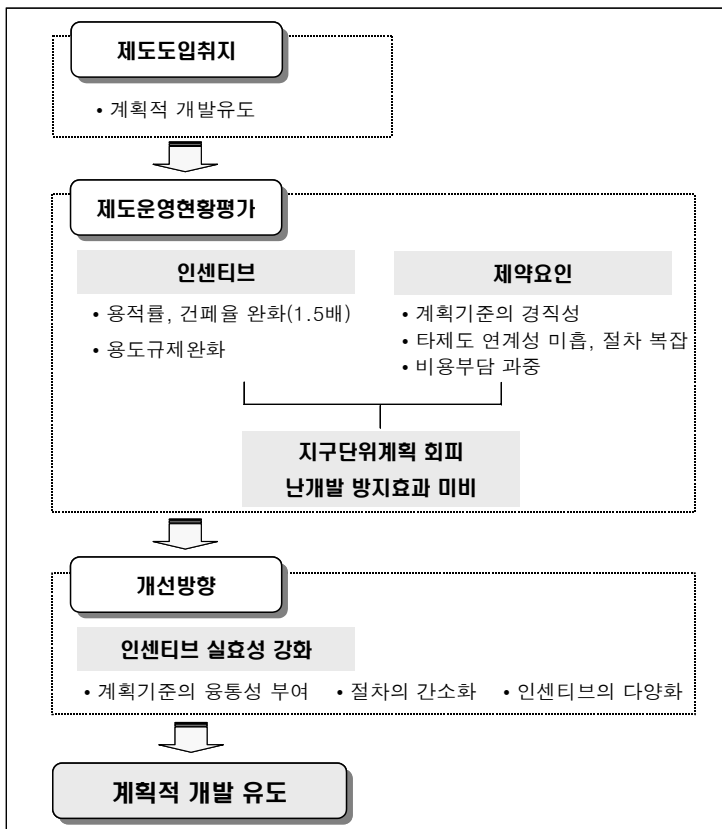 제도도입취지
• 계획적 개발유도
제도운영현황평가
인센티브
• 용적률, 건폐율 완화(1.5배)
• 용도규제완화
제약요인
• 계획기준의 경직성
• 타제도 연계성 미흡, 절차 복잡
• 비용부담 과중
지구단위계획 회피
난개발 방지효과 미비
개선방향
인센티브 실효성 강화
• 계획기준의 융통성 부여 • 절차의 간소화 • 인센티브의 다양화
계획적 개발 유도